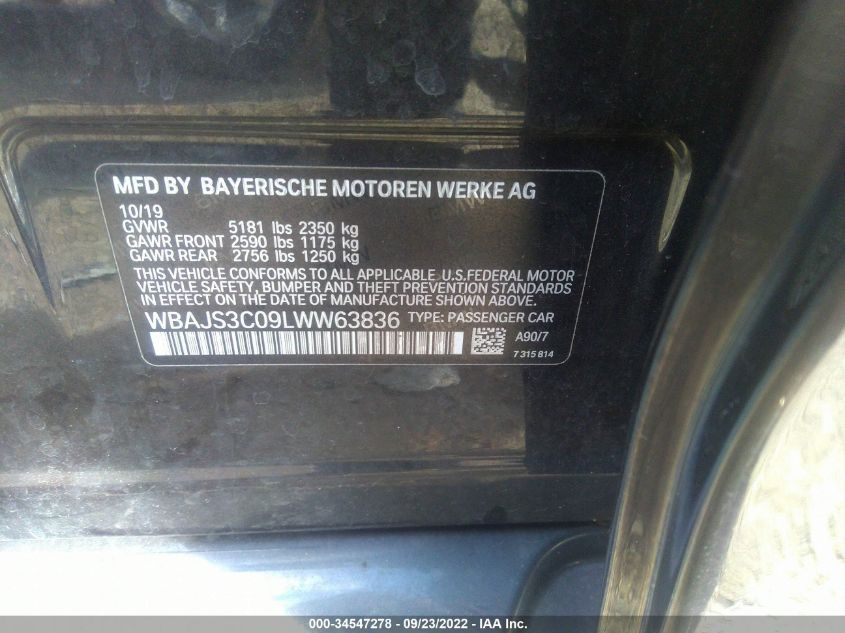 MFD BY BAYERISCHE MOTOREN WERKE AG
10/19
GVWR 5181 lbs 2350 kg
GAWR FRONT 2590 lbs 1175 kg
GAWR REAR 2756 lbs 1250 kg
THIS VEHICLE CONFORMS TO ALL APPLICABLE U.S.FEDERAL MOTOR
VEHICLE SAFETY, BUMPER AND THEFT PREVENTION STANDARDS
IN EFFECT ON THE DATE OF MANUFACTURE SHOWN ABOVE.
WBAJS3C09LWW63836 TYPE: PASSENGER CAR
A90/7
7 315 814
000-34547278 - 09/23/2022 - IAA Inc.